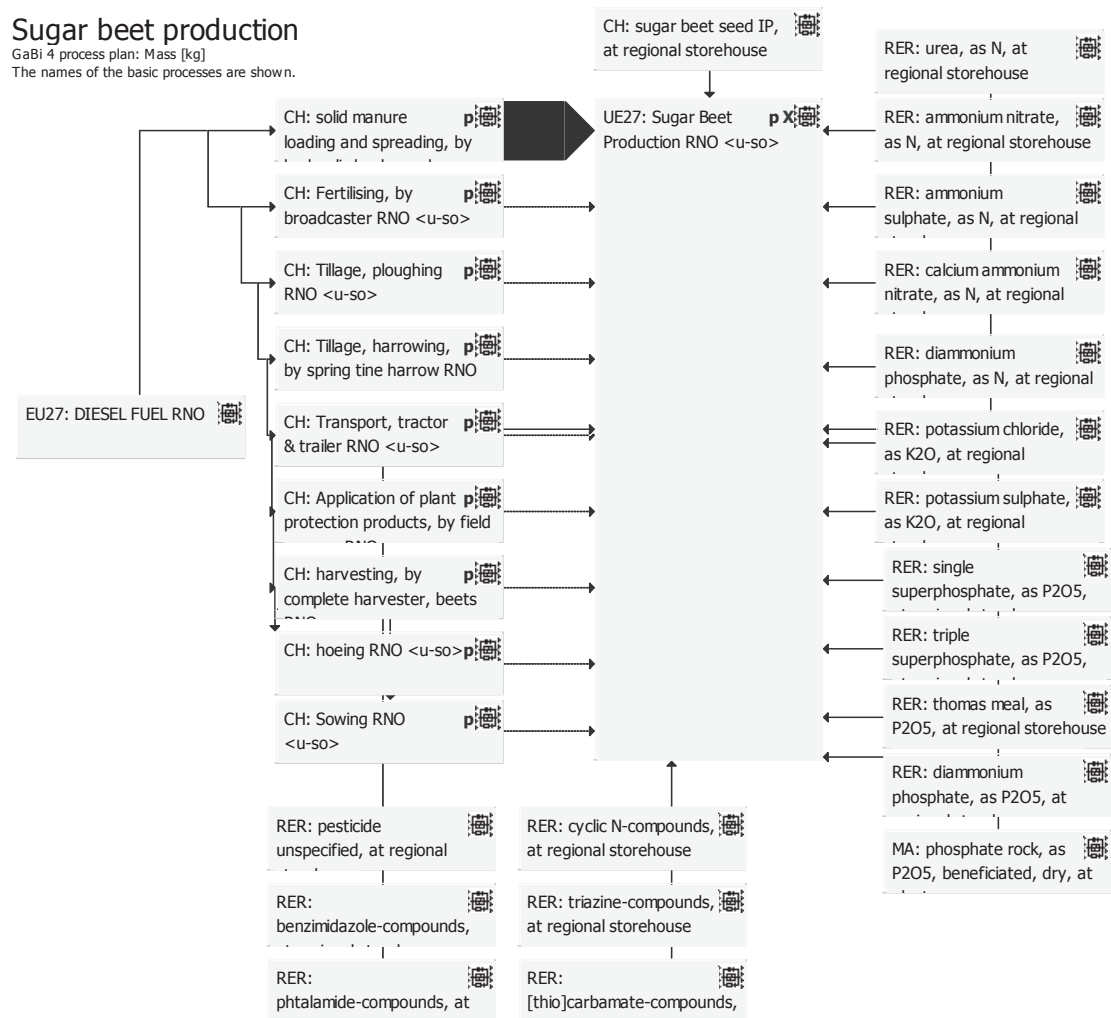 Sugar beet production
GaBi 4 process plan: Mass [kg]
The names of the basic processes are shown.
CH: sugar beet seed IP,
at regional storehouse
EU27: DIESEL FUEL RNO
CH: solid manure p
loading and spreading, by
CH: Fertilising, by p
broadcaster RNO <u-so>
CH: Tillage, ploughing p
RNO <u-so>
CH: Tillage, harrowing, p
by spring tine harrow RNO
CH: Transport, tractor p
& trailer RNO <u-so>
CH: Application of plant p
protection products, by field
CH: harvesting, by p
complete harvester, beets
CH: hoeing RNO <u-so> p
CH: Sowing RNO p
<u-so>
UE27: Sugar Beet p X
Production RNO <u-so>
RER: urea, as N, at
regional storehouse
RER: ammonium nitrate,
as N, at regional storehouse
RER: ammonium
sulphate, as N, at regional
RER: calcium ammonium
nitrate, as N, at regional
RER: diammonium
phosphate, as N, at regional
RER: potassium chloride,
as K2O, at regional
RER: potassium sulphate,
as K2O, at regional
RER: single
superphosphate, as P2O5,
RER: triple
superphosphate, as P2O5,
RER: thomas meal, as
P2O5, at regional storehouse
RER: diammonium
phosphate, as P2O5, at
MA: phosphate rock, as
P2O5, beneficiated, dry, at
RER: pesticide
unspecified, at regional
RER:
benzimidazole-compounds,
RER:
phtalamide-compounds, at
RER: cyclic N-compounds,
at regional storehouse
RER: triazine-compounds,
at regional storehouse
RER:
[thio]carbamate-compounds,